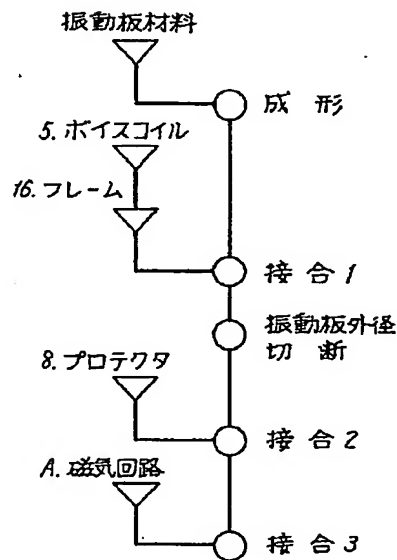 振動板材料
成形
5. ボイスコイル
16. フレーム
接合1
振動板外径
切断
8. プロテクタ
接合2
A. 磁気回路
接合3